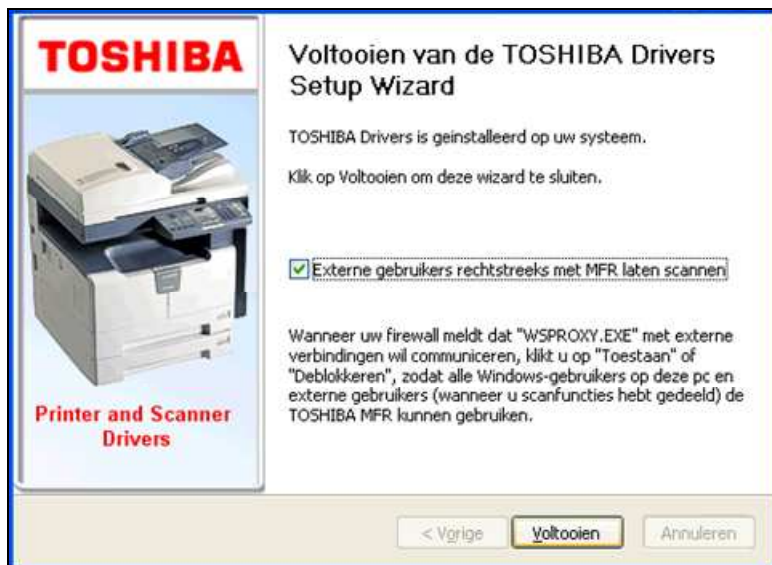 TOSHIBA
Printer and Scanner
Drivers
Voltooien van de TOSHIBA Drivers
Setup Wizard
TOSHIBA Drivers is geinstalleerd op uw systeem.
Klik op Voltooien om deze wizard te sluiten.
Externe gebruikers rechtstreeks met MFR laten scannen
Wanneer uw firewall meldt dat "WSPROXY.EXE" met externe
verbindingen wil communiceren, klikt u op "Toestaan" of
"Deblokkeren", zodat alle Windows-gebruikers op deze pc en
externe gebruikers (wanneer u scanfuncties hebt gedeeld) de
TOSHIBA MFR kunnen gebruiken.
< Vorige
Voltooien
Annuleren